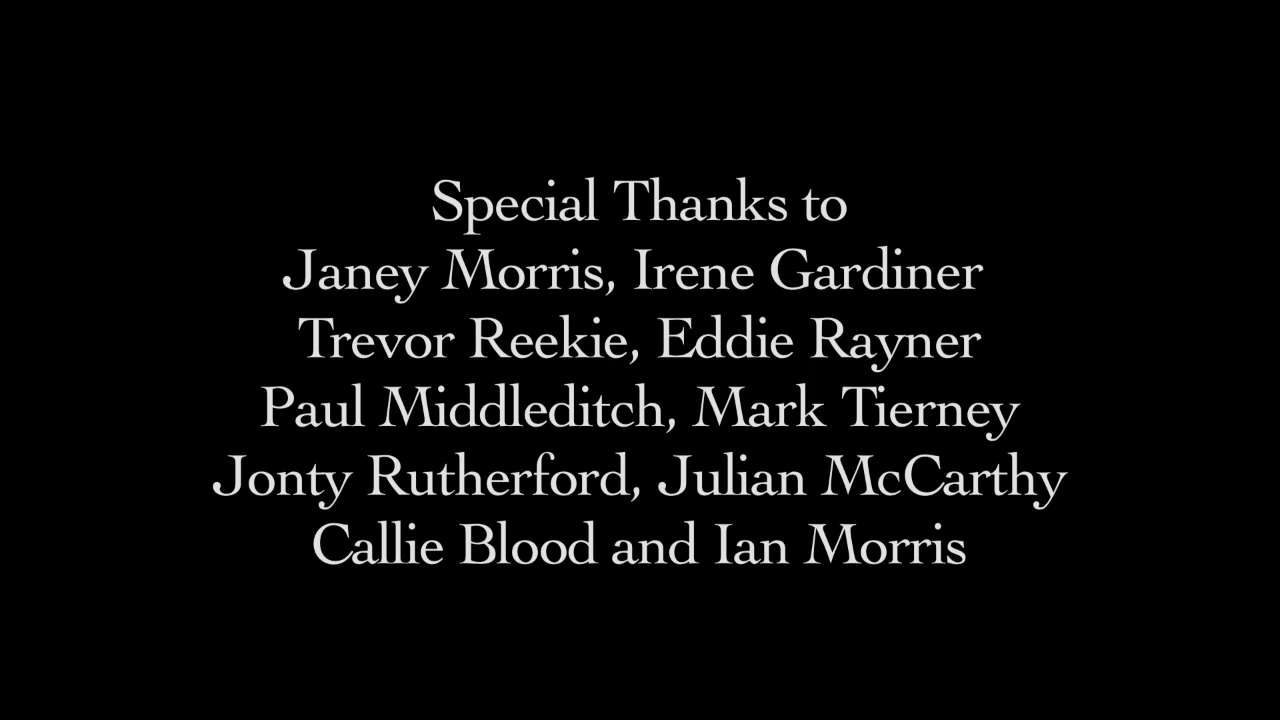 Special Thanks to
Janey Morris, Irene Gardiner
Trevor Reekie, Eddie Rayner
Paul Middleditch, Mark Tierney
Jonty Rutherford, Julian McCarthy
Callie Blood and Ian Morris